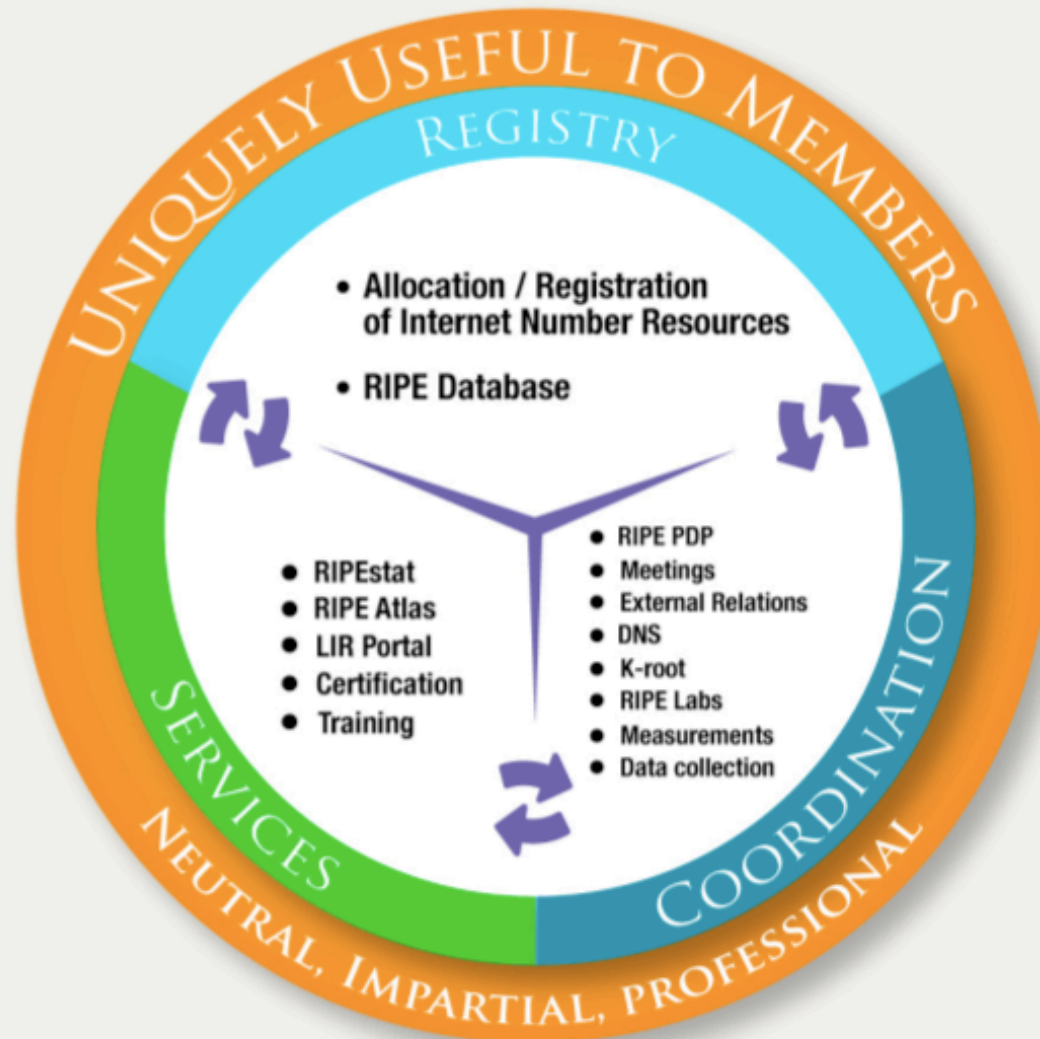 UNIQUELY USEFUL TO MEMBERS
REGISTRY
• Allocation / Registration
of Internet Number Resources
• RIPE Database
● RIPEstat
● RIPE Atlas
● LIR Portal
● Certification
● Training
SERVICES
● RIPE PDP
● Meetings
● External Relations
● DNS
● K-root
● RIPE Labs
● Measurements
● Data collection
COORDINATION
NEUTRAL, IMPARTIAL, PROFESSIONAL